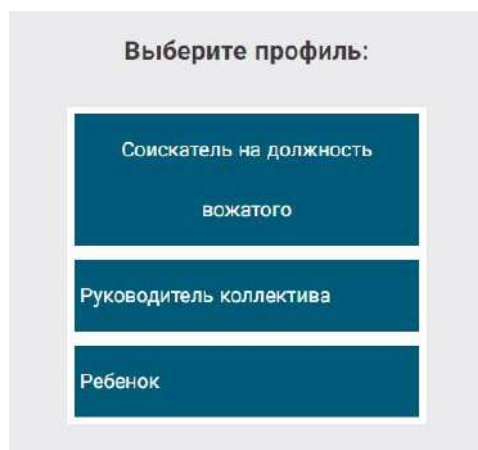 Выберите профиль:
Соискатель на должность
вожатого
Руководитель коллектива
Ребенок